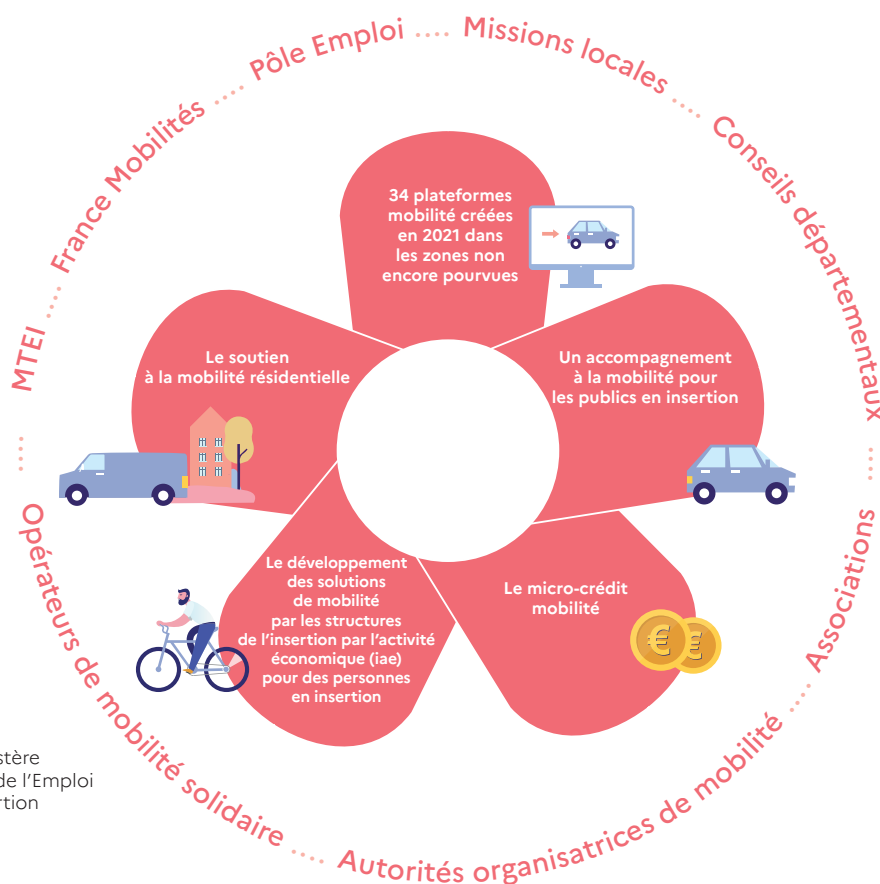 Pôle Emploi .... Missions locales .... Conseils départementaux .... Associations .... Autorités organisatrices de mobilité .... Opérateurs de mobilité solidaire .... MTEI .... France Mobilités ....
34 plateformes
mobilité créées
en 2021 dans
les zones non
encore pourvues
Le soutien
à la mobilité résidentielle
Un accompagnement
à la mobilité pour
les publics en insertion
Le développement
des solutions
de mobilité
par les structures
de l'insertion par l'activité
économique (iae)
pour des personnes
en insertion
Le micro-crédit
mobilité
€
€
stère
de l'Emploi
rtion